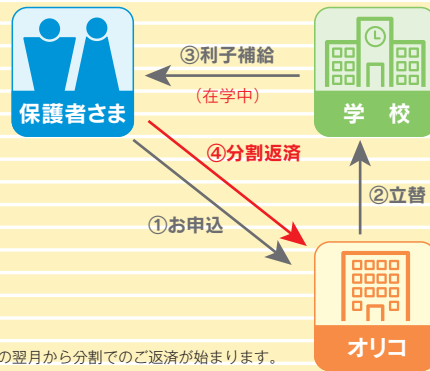 ③利子補給
（在学中）
保護者さま
学 校
④分割返済
②立替
①お申込
オリコ
の翌月から分割でのご返済が始まります。